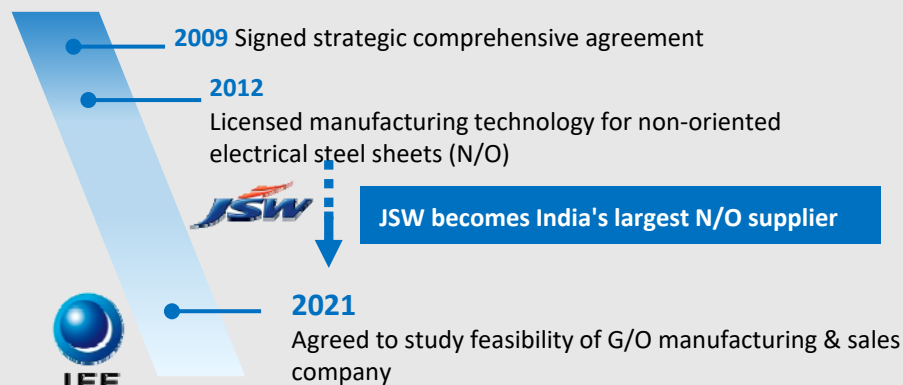 2009 Signed strategic comprehensive agreement
2012
Licensed manufacturing technology for non-oriented
electrical steel sheets (N/O)
JSW
JSW becomes India's largest N/O supplier
2021
Agreed to study feasibility of G/O manufacturing & sales
company
JFE